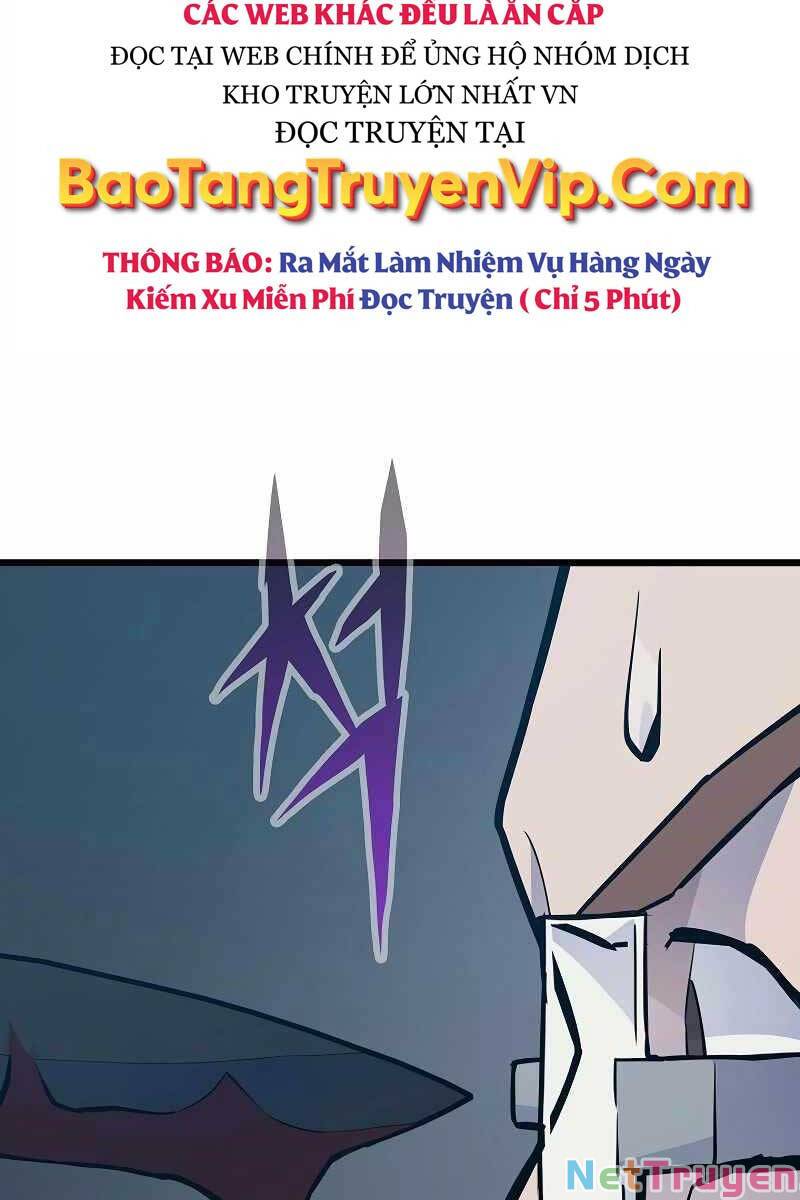 CÁC WEB KHÁC ĐỀU LÀ ĂN CẮP
ĐỌC TẠI WEB CHÍNH ĐỂ ỦNG HỘ NHÓM DỊCH
KHO TRUYỆN LỚN NHẤT VN
ĐỌC TRUYỆN TẠI
BaoTangTruyenVip.Com
THÔNG BÁO: Ra Mắt Làm Nhiệm Vụ Hàng Ngày
Kiếm Xu Miễn Phí Đọc Truyện ( Chỉ 5 Phút)
척
NetTruyen